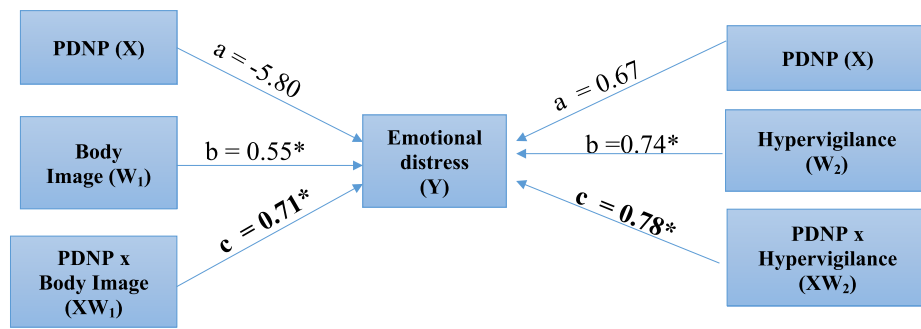 PDNP (X)
a = -5.80
Body
Image (W₁)
b = 0.55*
PDNP x
Body Image
(XW₁)
c = 0.71*
Emotional
distress
(Y)
PDNP (X)
a = 0.67
Hypervigilance
(W₂)
b =0.74*
PDNP x
Hypervigilance
(XW₂)
c = 0.78*